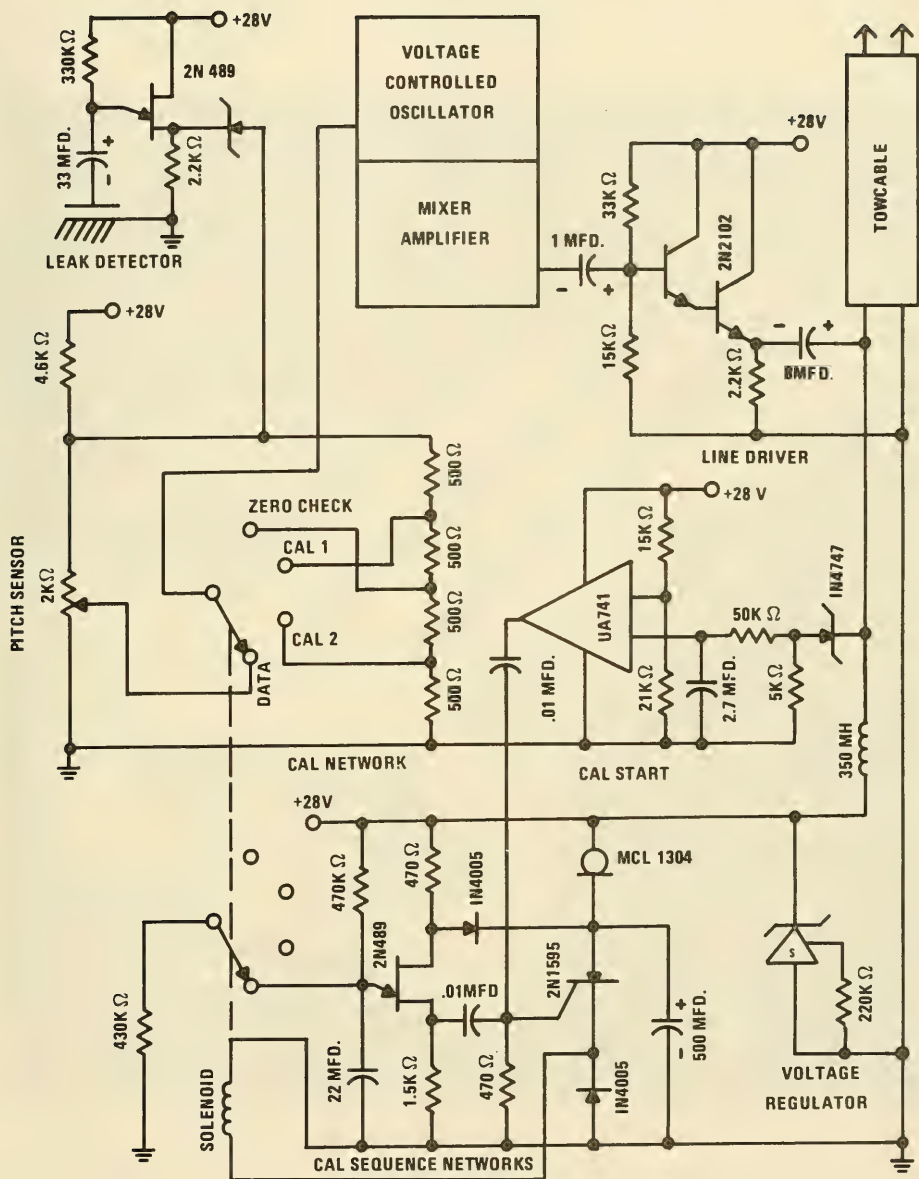 +28V
330KΩ
2N 489
33 MFD.
+
-
2.2KΩ
LEAK DETECTOR
VOLTAGE
CONTROLLED
OSCILLATOR
MIXER
AMPLIFIER
+28V
33KΩ
1 MFD.
- +
2N2102
15KΩ
- +
8MFD.
2.2KΩ
LINE DRIVER
TOWCABLE
+28V
4.6KΩ
PITCH SENSOR
2KΩ
500Ω
500Ω
500Ω
500Ω
ZERO CHECK
CAL 1
CAL 2
DATA
CAL NETWORK
+28 V
15KΩ
UA741
.01 MFD.
21KΩ
50KΩ
2.7 MFD.
5KΩ
IN4747
CAL START
350 MH
+28V
470KΩ
470Ω
IN4005
MCL 1304
2N489
.01MFD
2N1595
430KΩ
22 MFD.
1.5KΩ
470Ω
IN4005
+
500 MFD.
-
S
220KΩ
VOLTAGE
REGULATOR
SOLENOID
CAL SEQUENCE NETWORKS